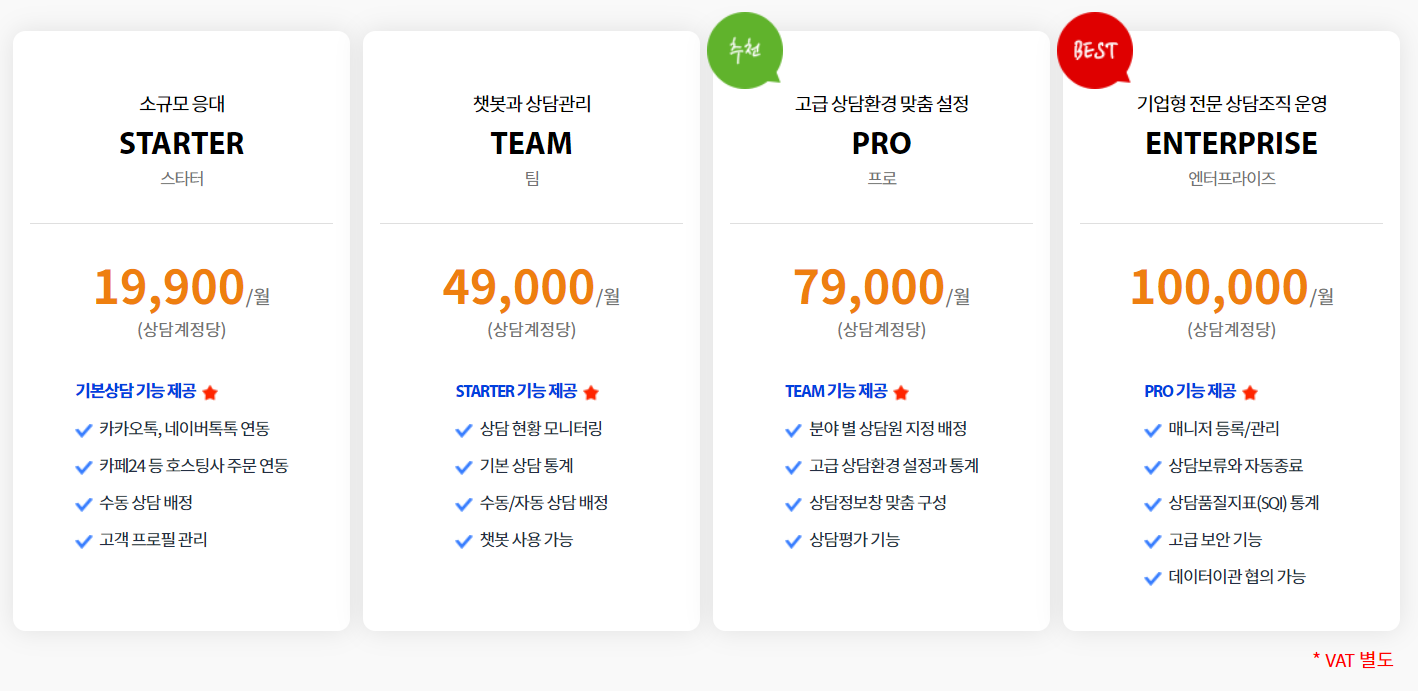 소규모 응대
STARTER
스타터
19,900/월
(상담계정당)
기본상담 기능 제공
카카오톡, 네이버톡톡 연동
카페24 등 호스팅사 주문 연동
수동 상담 배정
고객 프로필 관리
챗봇과 상담관리
TEAM
팀
49,000/월
(상담계정당)
STARTER 기능 제공
상담 현황 모니터링
기본 상담 통계
수동/자동 상담 배정
챗봇 사용 가능
추천
고급 상담환경 맞춤 설정
PRO
프로
79,000/월
(상담계정당)
TEAM 기능 제공
분야 별 상담원 지정 배정
고급 상담환경 설정과 통계
상담정보창 맞춤 구성
상담평가 기능
BEST
기업형 전문 상담조직 운영
ENTERPRISE
엔터프라이즈
100,000/월
(상담계정당)
PRO 기능 제공
매니저 등록/관리
상담보류와 자동종료
상담품질지표(SQI) 통계
고급 보안 기능
데이터이관 협의 가능
* VAT 별도